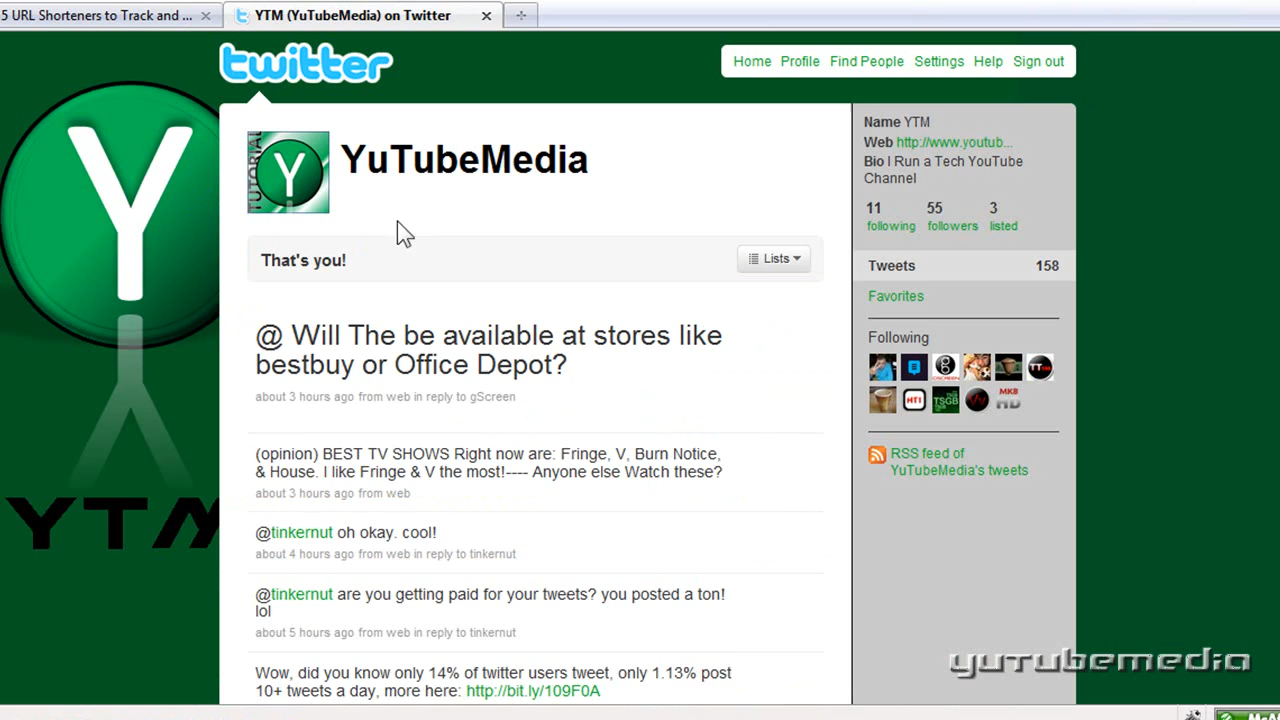 5 URL Shorteners to Track and ...
YTM (YuTubeMedia) on Twitter
twitter
Home Profile Find People Settings Help Sign out
Y
YTM
TUTORIAL
Y
YuTubeMedia
That's you!
Lists
@ Will The be available at stores like
bestbuy or Office Depot?
about 3 hours ago from web in reply to gScreen
(opinion) BEST TV SHOWS Right now are: Fringe, V, Burn Notice,
& House. I like Fringe & V the most!---- Anyone else Watch these?
about 3 hours ago from web
@tinkernut oh okay. cool!
about 4 hours ago from web in reply to tinkernut
@tinkernut are you getting paid for your tweets? you posted a ton!
lol
about 5 hours ago from web in reply to tinkernut
Wow, did you know only 14% of twitter users tweet, only 1.13% post
10+ tweets a day, more here: http://bit.ly/109F0A
Name YTM
Web http://www.youtub...
Bio I Run a Tech YouTube
Channel
11 55 3
following followers listed
Tweets 158
Favorites
Following
HTI TSGB MKB HD
RSS feed of
YuTubeMedia's tweets
YuTubeMedia